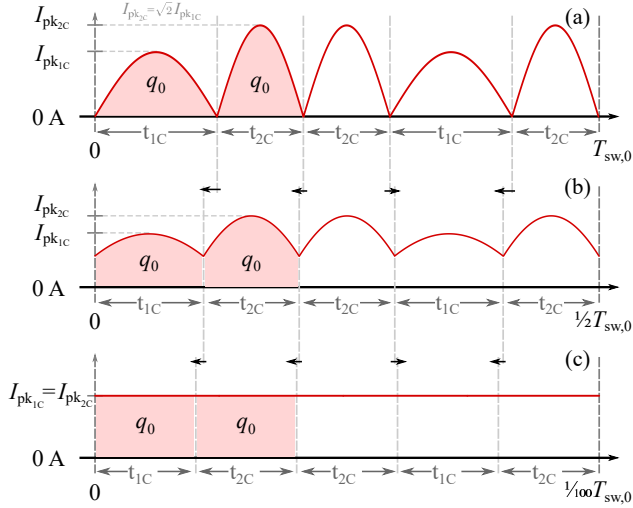 I_pk2C = √2 I_pk1C
(a)
I_pk2C
I_pk1C
q₀ q₀
0 A
t1C t2C t2C t1C t2C
0 T_sw,0
(b)
I_pk2C
I_pk1C
q₀ q₀
0 A
t1C t2C t2C t1C t2C
0 ½T_sw,0
(c)
I_pk1C = I_pk2C
q₀ q₀
0 A
t1C t2C t2C t1C t2C
0 1/100 T_sw,0